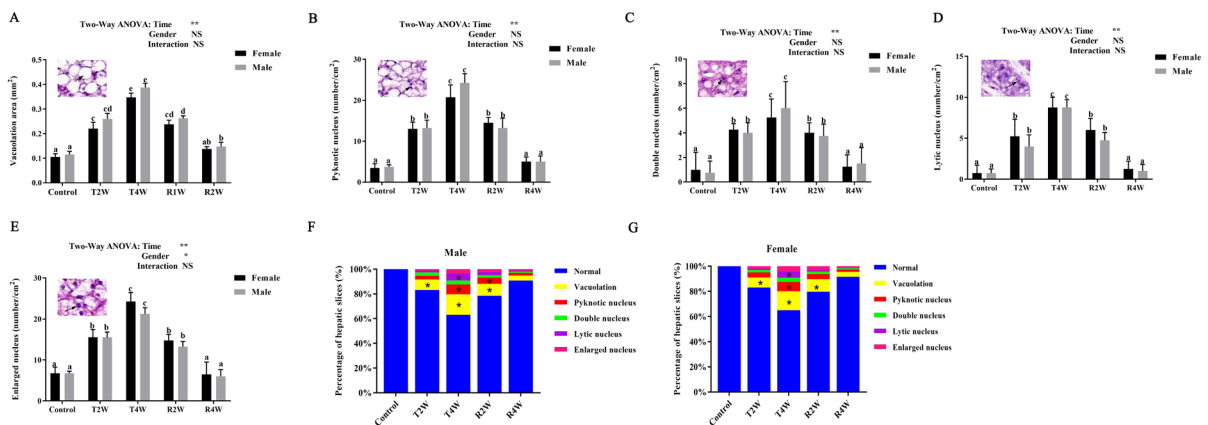 A
Two-Way ANOVA: Time **
Gender NS
Interaction NS
Female
Male
Vacuolation area (mm²)
0.5
0.4
0.3
0.2
0.1
0.0
a a c cd e e cd d ab b
Control T2W T4W R1W R2W
B
Two-Way ANOVA: Time **
Gender NS
Interaction NS
Female
Male
Pyknotic nucleus (number/cm²)
30
20
10
0
a a b b c c b b a a
Control T2W T4W R2W R4W
C
Two-Way ANOVA: Time **
Gender NS
Interaction NS
Female
Male
Double nucleus (number/cm²)
10
8
6
4
2
0
a a b b c c b b a a
Control T2W T4W R2W R4W
D
Two-Way ANOVA: Time **
Gender NS
Interaction NS
Female
Male
Lytic nucleus (number/cm²)
15
10
5
0
a a b b c c b b a a
Control T2W T4W R2W R4W
E
Two-Way ANOVA: Time **
Gender *
Interaction NS
Female
Male
Enlarged nucleus (number/cm²)
30
20
10
0
a a b b c c b b a a
Control T2W T4W R2W R4W
F
Male
Percentage of hepatic slices (%)
100%
80%
60%
40%
20%
0%
* * * * * *
Control T2W T4W R2W R4W
Normal
Vacuolation
Pyknotic nucleus
Double nucleus
Lytic nucleus
Enlarged nucleus
G
Female
Percentage of hepatic slices (%)
100%
80%
60%
40%
20%
0%
* * * * *
Control T2W T4W R2W R4W
Normal
Vacuolation
Pyknotic nucleus
Double nucleus
Lytic nucleus
Enlarged nucleus